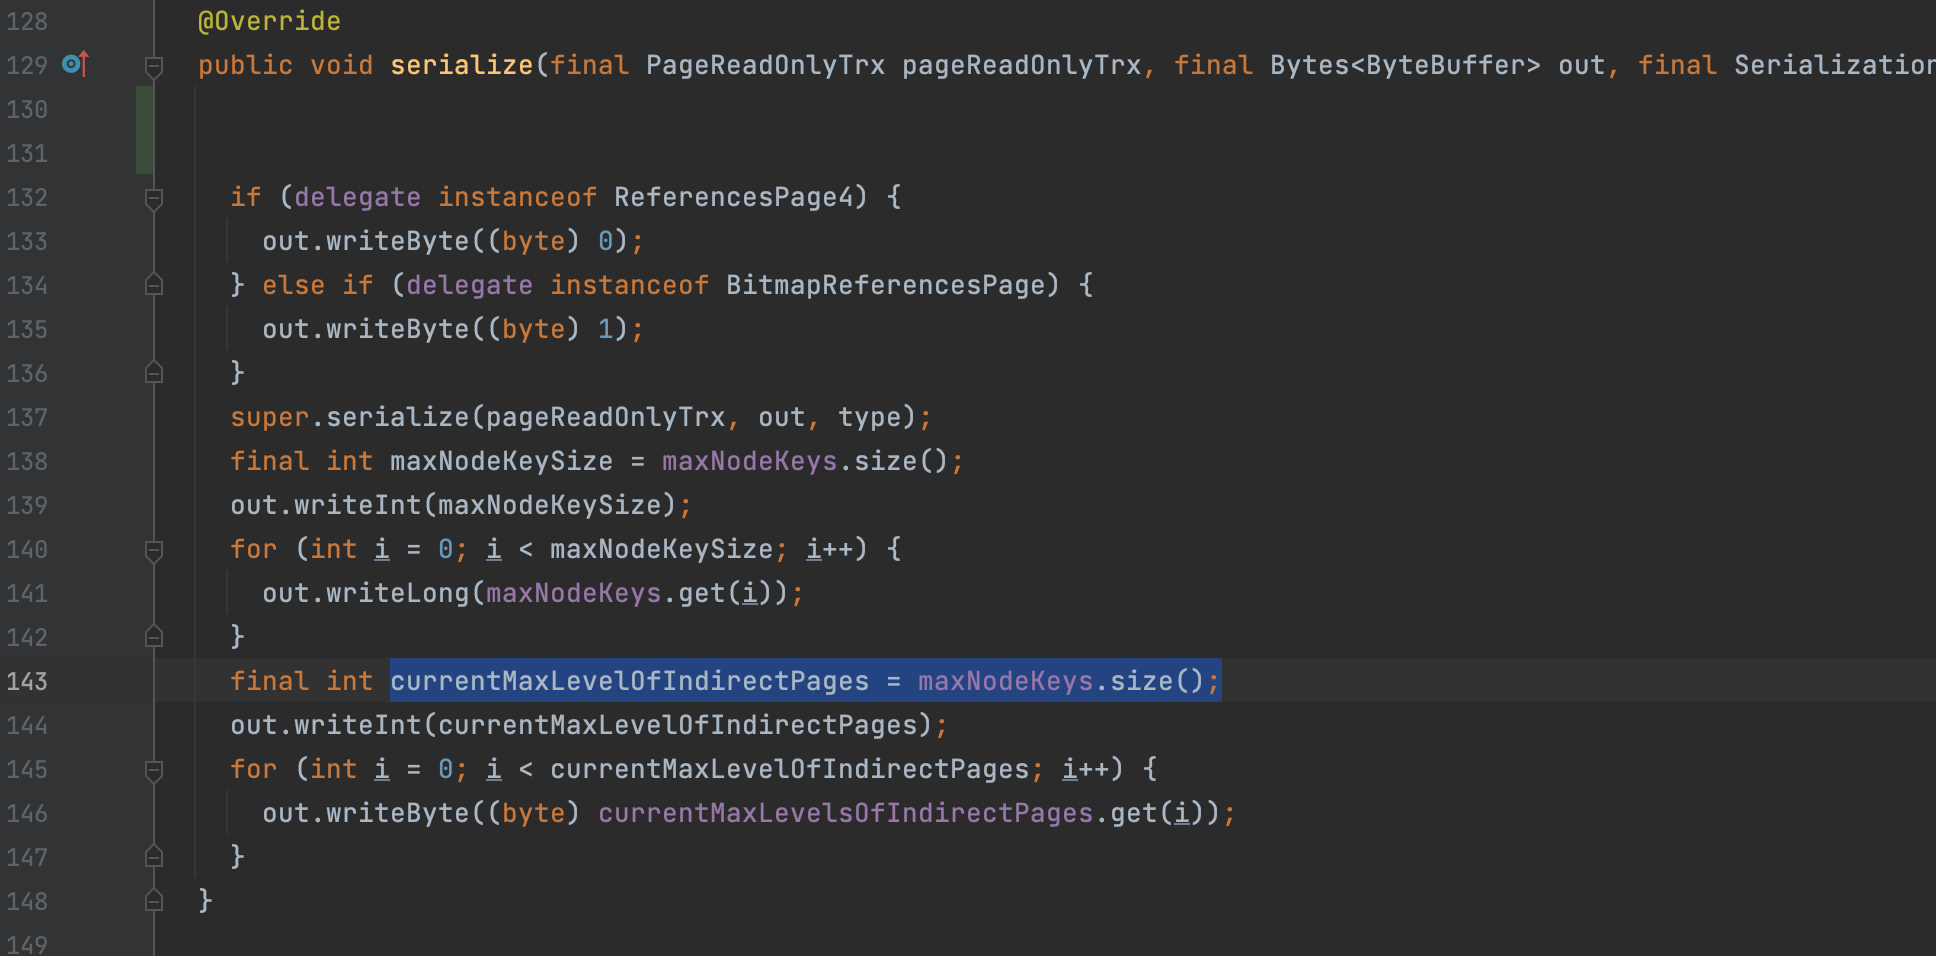 128 @Override
129 public void serialize(final PageReadOnlyTrx pageReadOnlyTrx, final Bytes<ByteBuffer> out, final Serialization
130
131
132 if (delegate instanceof ReferencesPage4) {
133 out.writeByte((byte) 0);
134 } else if (delegate instanceof BitmapReferencesPage) {
135 out.writeByte((byte) 1);
136 }
137 super.serialize(pageReadOnlyTrx, out, type);
138 final int maxNodeKeySize = maxNodeKeys.size();
139 out.writeInt(maxNodeKeySize);
140 for (int i = 0; i < maxNodeKeySize; i++) {
141 out.writeLong(maxNodeKeys.get(i));
142 }
143 final int currentMaxLevelOfIndirectPages = maxNodeKeys.size();
144 out.writeInt(currentMaxLevelOfIndirectPages);
145 for (int i = 0; i < currentMaxLevelOfIndirectPages; i++) {
146 out.writeByte((byte) currentMaxLevelsOfIndirectPages.get(i));
147 }
148 }
149